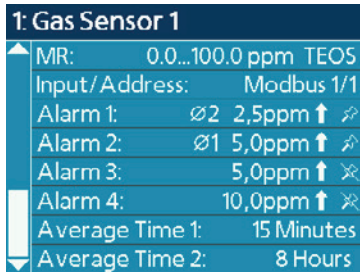 1: Gas Sensor 1
MR: 0.0...100.0 ppm TEOS
Input/Address: Modbus 1/1
Alarm 1: ∅2 2,5ppm ⬆
Alarm 2: ∅1 5,0ppm ⬆
Alarm 3: 5,0ppm ⬆
Alarm 4: 10,0ppm ⬆
Average Time 1: 15 Minutes
Average Time 2: 8 Hours